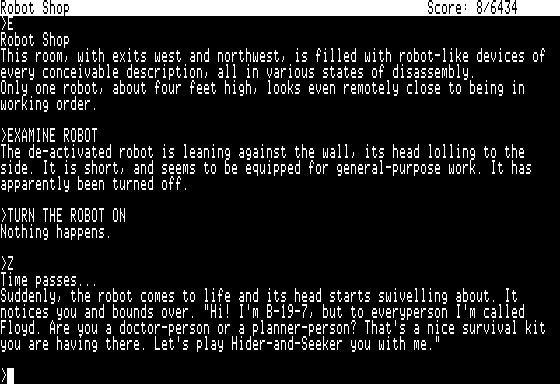 Robot Shop Score: 8/6434
>E
Robot Shop
This room, with exits west and northwest, is filled with robot-like devices of
every conceivable description, all in various states of disassembly.
Only one robot, about four feet high, looks even remotely close to being in
working order.
>EXAMINE ROBOT
The de-activated robot is leaning against the wall, its head lolling to the
side. It is short, and seems to be equipped for general-purpose work. It has
apparently been turned off.
>TURN THE ROBOT ON
Nothing happens.
>Z
Time passes...
Suddenly, the robot comes to life and its head starts swivelling about. It
notices you and bounds over. "Hi! I'm B-19-7, but to everyperson I'm called
Floyd. Are you a doctor-person or a planner-person? That's a nice survival kit
you are having there. Let's play Hider-and-Seeker you with me."
>